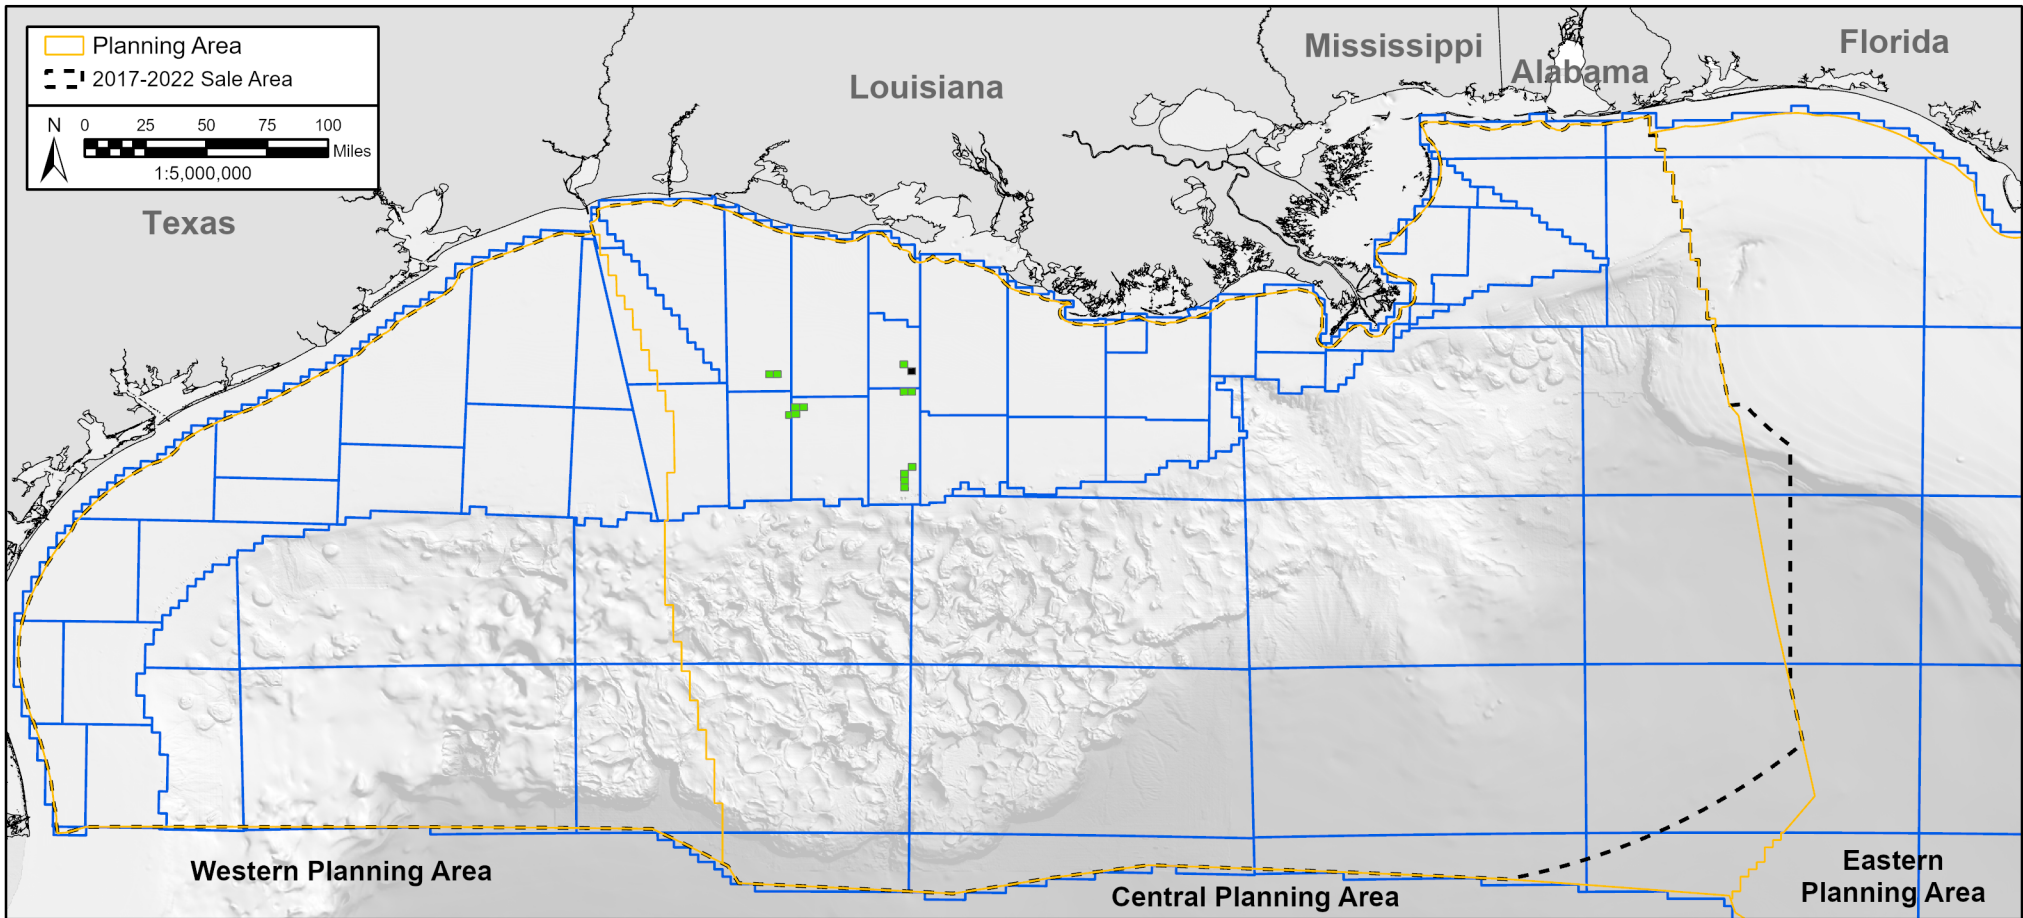 Planning Area
2017-2022 Sale Area
N
0 25 50 75 100
Miles
1:5,000,000
Mississippi
Florida
Alabama
Louisiana
Texas
Western Planning Area
Central Planning Area
Eastern
Planning Area